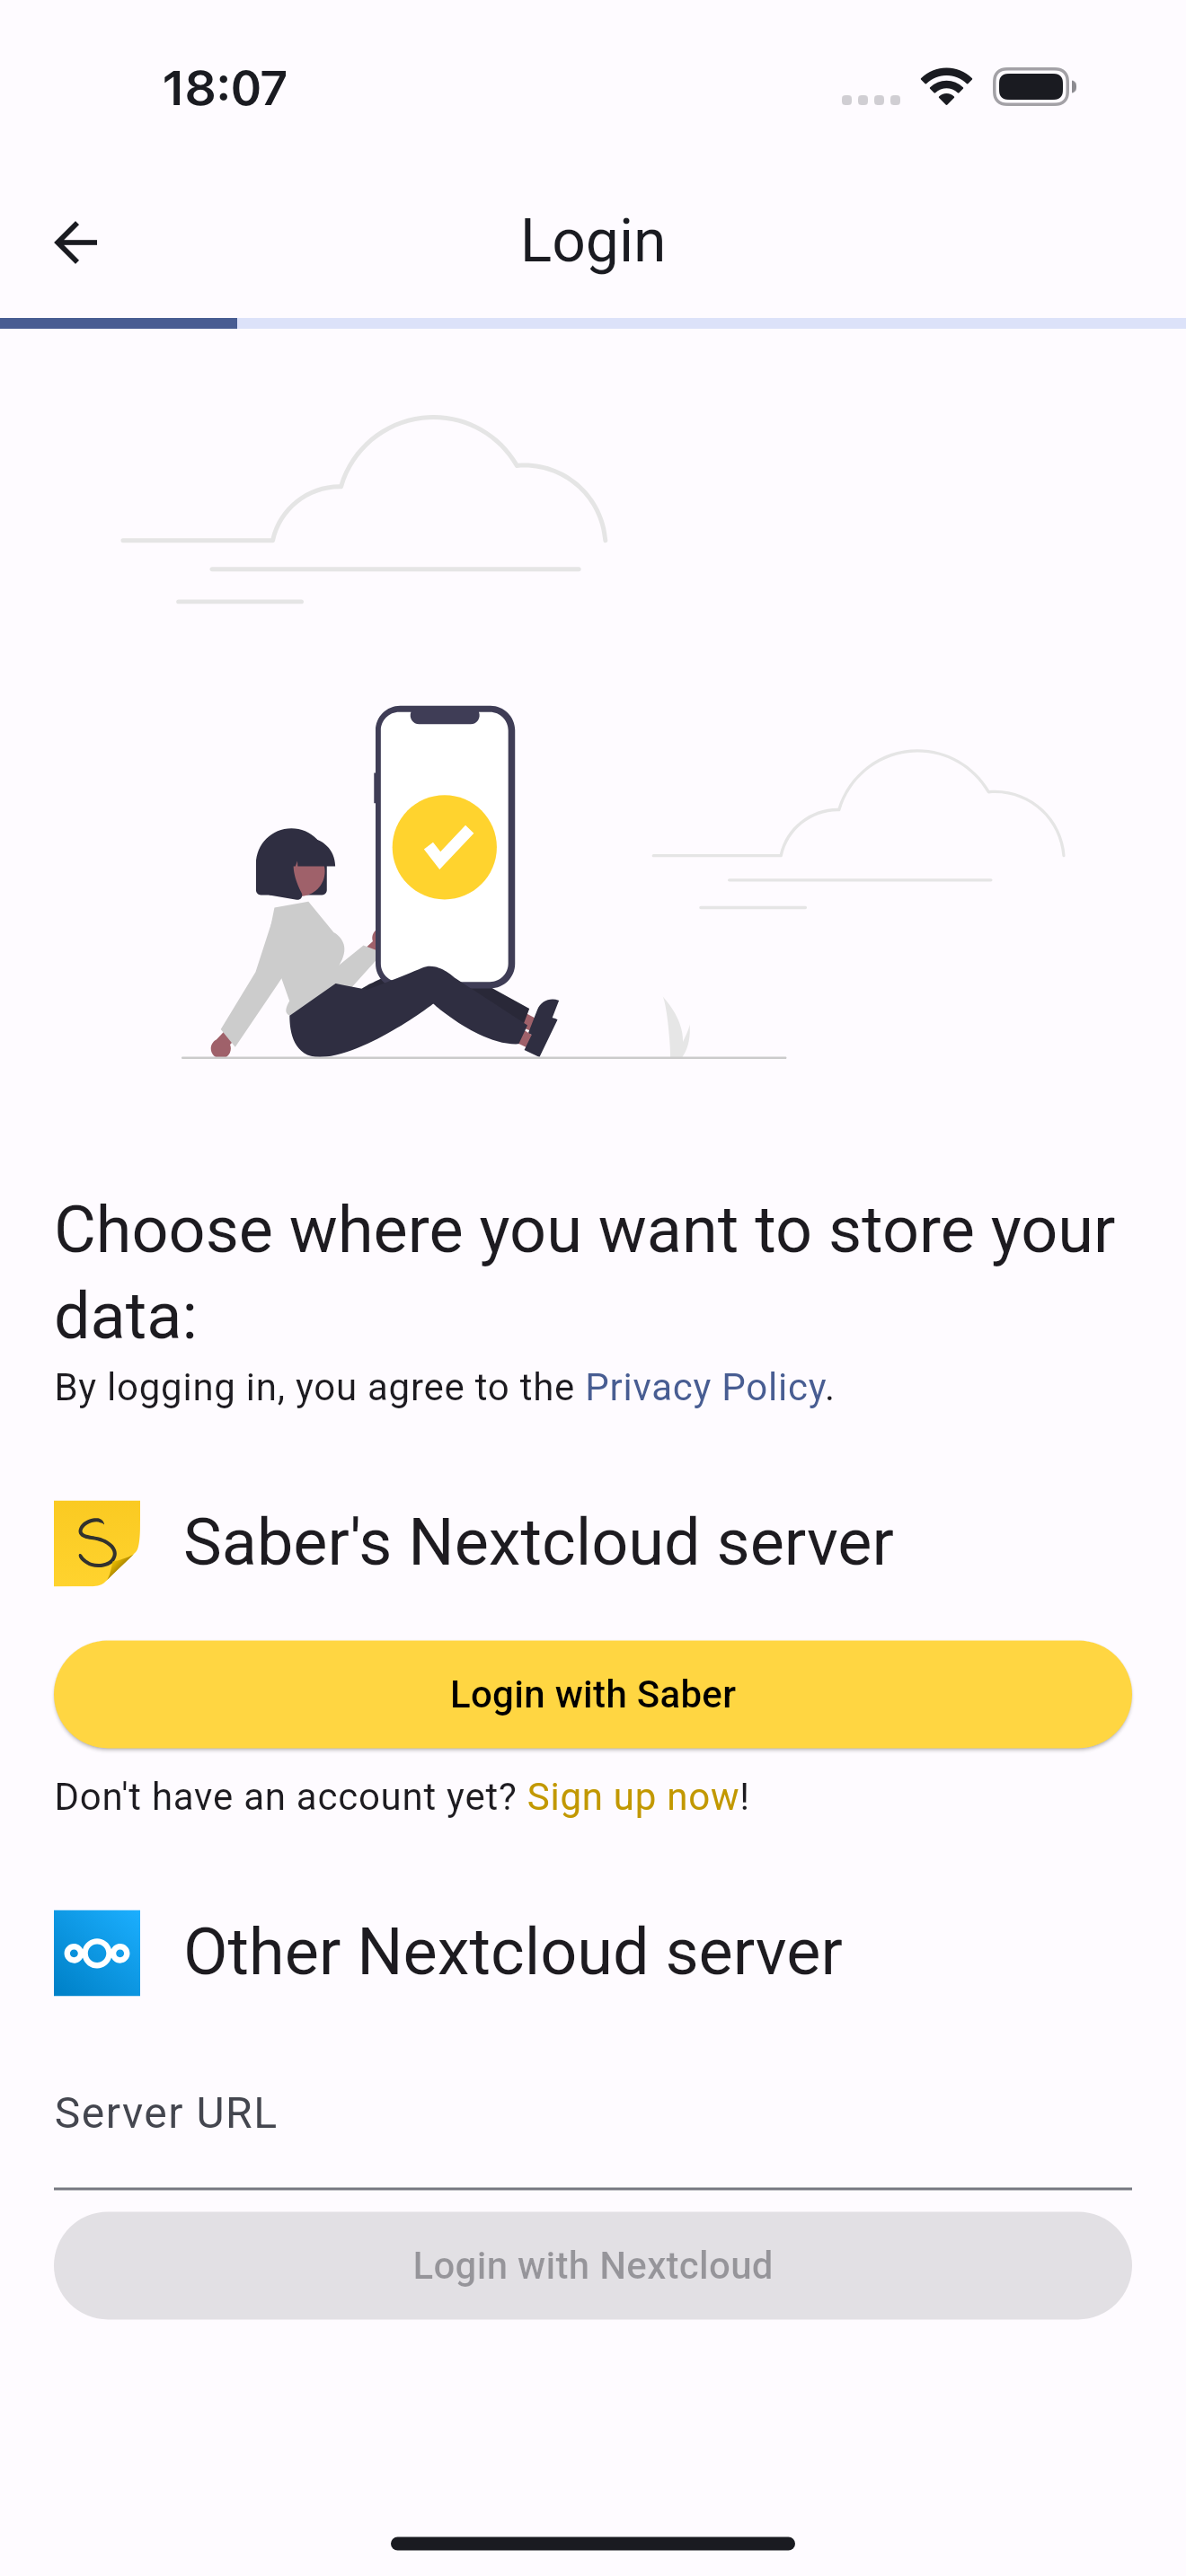 18:07
Login
Choose where you want to store your
data:
By logging in, you agree to the Privacy Policy.
S
Saber's Nextcloud server
Login with Saber
Don't have an account yet? Sign up now!
Other Nextcloud server
Server URL
Login with Nextcloud